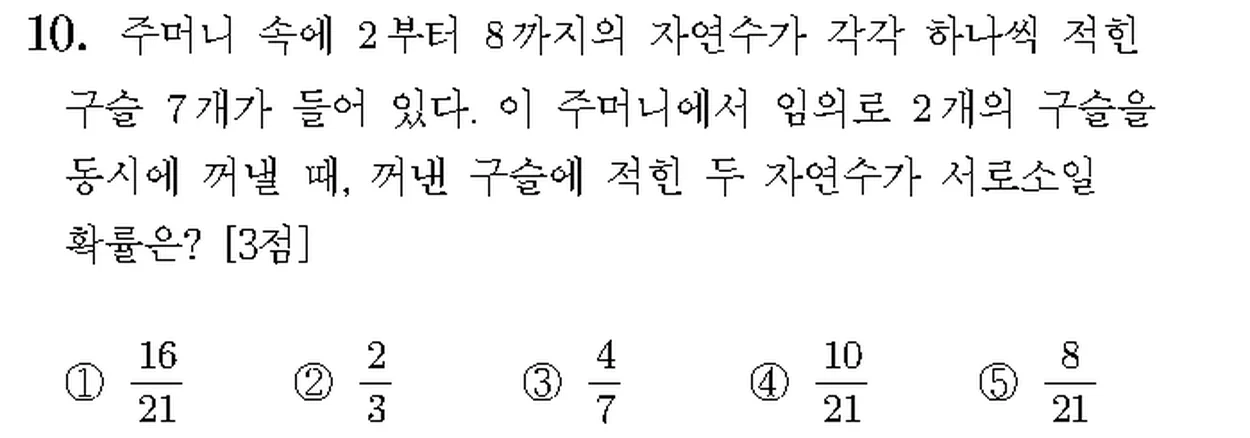 10. 주머니 속에 2부터 8까지의 자연수가 각각 하나씩 적힌
구슬 7개가 들어 있다. 이 주머니에서 임의로 2개의 구슬을
동시에 꺼낼 때, 꺼낸 구슬에 적힌 두 자연수가 서로소일
확률은? [3점]
① 16/21 ② 2/3 ③ 4/7 ④ 10/21 ⑤ 8/21